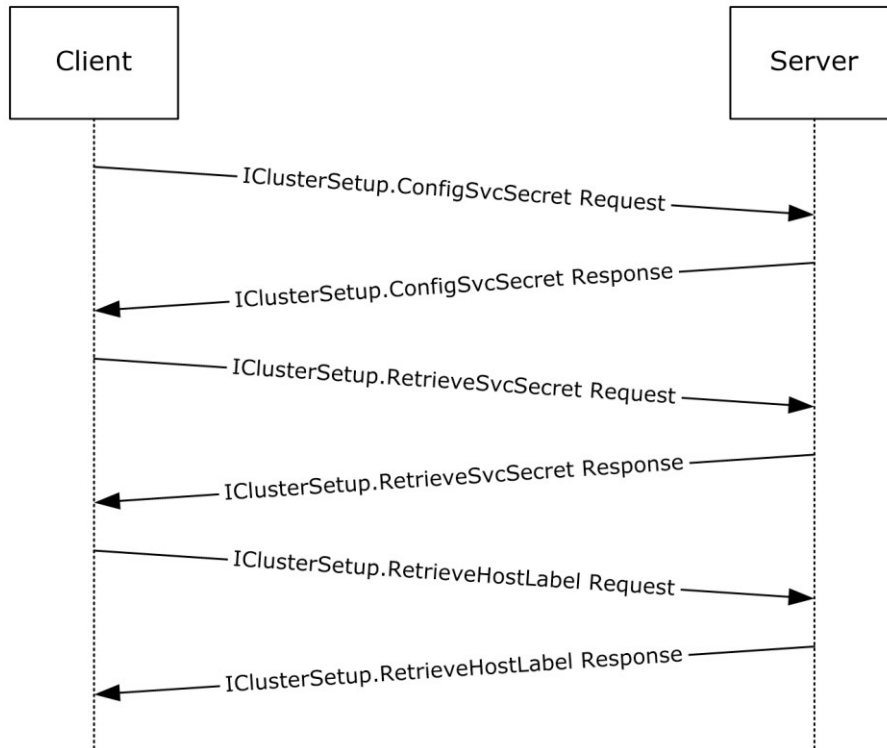 Client
Server
IClusterSetup.ConfigSvcSecret Request
IClusterSetup.ConfigSvcSecret Response
IClusterSetup.RetrieveSvcSecret Request
IClusterSetup.RetrieveSvcSecret Response
IClusterSetup.RetrieveHostLabel Request
IClusterSetup.RetrieveHostLabel Response